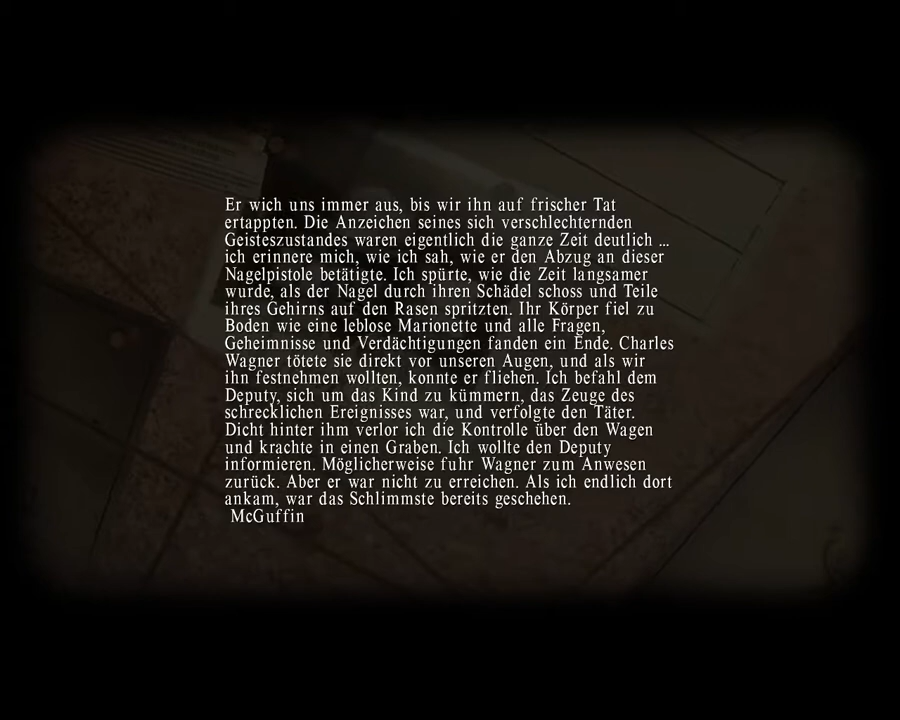 Er wich uns immer aus, bis wir ihn auf frischer Tat
ertappten. Die Anzeichen seines sich verschlechternden
Geisteszustandes waren eigentlich die ganze Zeit deutlich ...
ich erinnere mich, wie ich sah, wie er den Abzug an dieser
Nagelpistole betätigte. Ich spürte, wie die Zeit langsamer
wurde, als der Nagel durch ihren Schädel schoss und Teile
ihres Gehirns auf den Rasen spritzten. Ihr Körper fiel zu
Boden wie eine leblose Marionette und alle Fragen,
Geheimnisse und Verdächtigungen fanden ein Ende. Charles
Wagner tötete sie direkt vor unseren Augen, und als wir
ihn festnehmen wollten, konnte er fliehen. Ich befahl dem
Deputy, sich um das Kind zu kümmern, das Zeuge des
schrecklichen Ereignisses war, und verfolgte den Täter.
Dicht hinter ihm verlor ich die Kontrolle über den Wagen
und krachte in einen Graben. Ich wollte den Deputy
informieren. Möglicherweise fuhr Wagner zum Anwesen
zurück. Aber er war nicht zu erreichen. Als ich endlich dort
ankam, war das Schlimmste bereits geschehen.
McGuffin